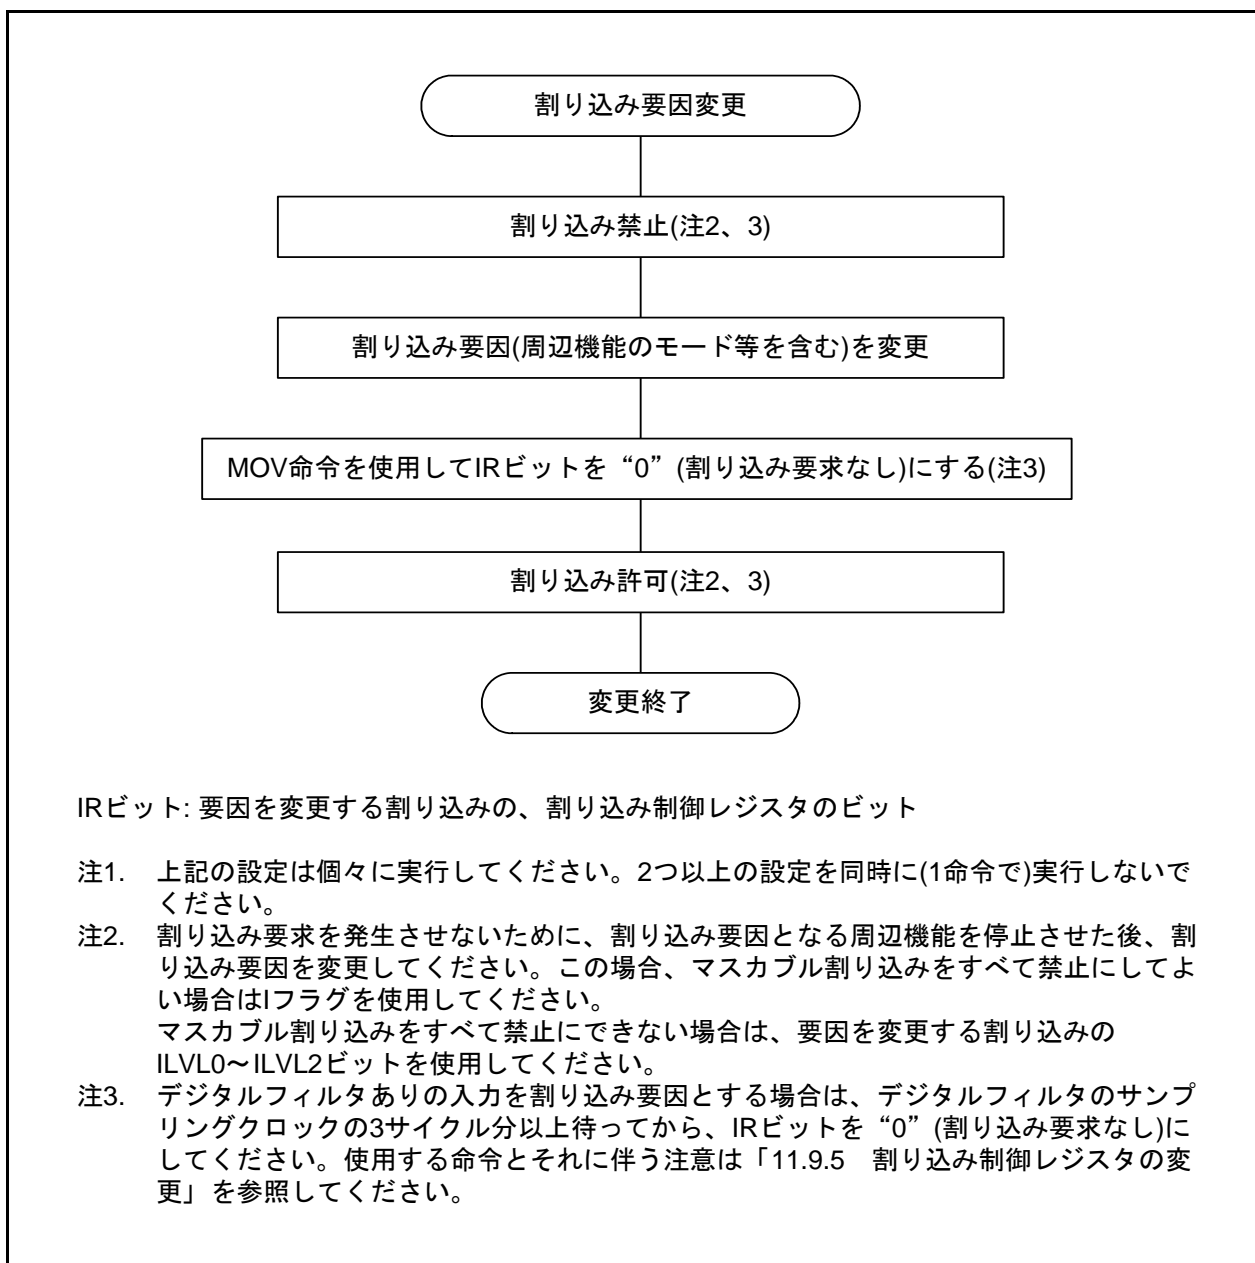 割り込み要因変更
割り込み禁止(注2、3)
割り込み要因(周辺機能のモード等を含む)を変更
MOV命令を使用してIRビットを“0”(割り込み要求なし)にする(注3)
割り込み許可(注2、3)
変更終了
IRビット: 要因を変更する割り込みの、割り込み制御レジスタのビット
注1. 上記の設定は個々に実行してください。2つ以上の設定を同時に(1命令で)実行しないで
ください。
注2. 割り込み要求を発生させないために、割り込み要因となる周辺機能を停止させた後、割
り込み要因を変更してください。この場合、マスカブル割り込みをすべて禁止にしてよ
い場合はIフラグを使用してください。
マスカブル割り込みをすべて禁止にできない場合は、要因を変更する割り込みの
ILVL0～ILVL2ビットを使用してください。
注3. デジタルフィルタありの入力を割り込み要因とする場合は、デジタルフィルタのサンプ
リングクロックの3サイクル分以上待ってから、IRビットを“0”(割り込み要求なし)に
してください。使用する命令とそれに伴う注意は「11.9.5 割り込み制御レジスタの変
更」を参照してください。